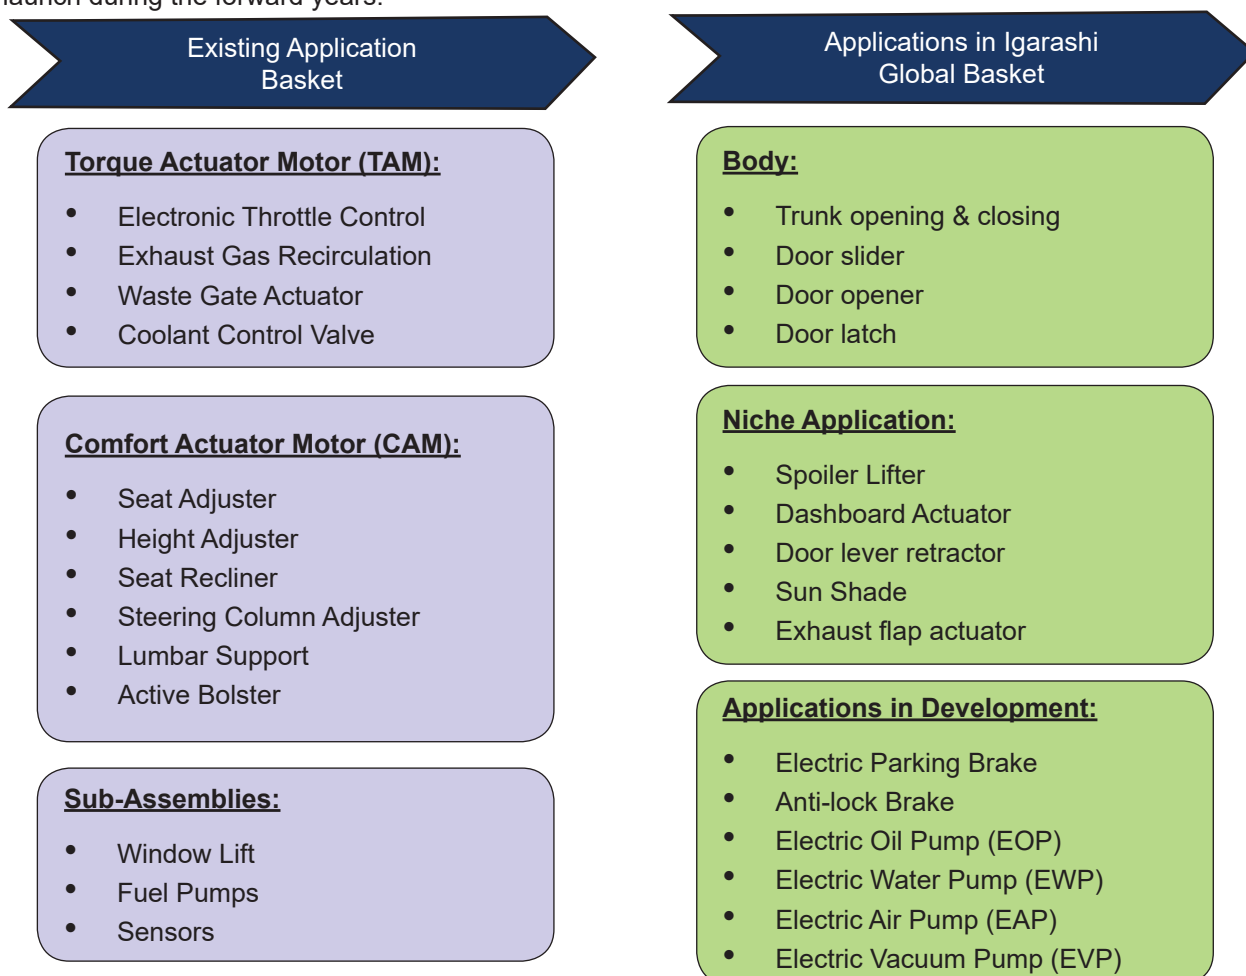 launch during the forward years.
Existing Application
Basket
Torque Actuator Motor (TAM):
• Electronic Throttle Control
• Exhaust Gas Recirculation
• Waste Gate Actuator
• Coolant Control Valve
Comfort Actuator Motor (CAM):
• Seat Adjuster
• Height Adjuster
• Seat Recliner
• Steering Column Adjuster
• Lumbar Support
• Active Bolster
Sub-Assemblies:
• Window Lift
• Fuel Pumps
• Sensors
Applications in Igarashi
Global Basket
Body:
• Trunk opening & closing
• Door slider
• Door opener
• Door latch
Niche Application:
• Spoiler Lifter
• Dashboard Actuator
• Door lever retractor
• Sun Shade
• Exhaust flap actuator
Applications in Development:
• Electric Parking Brake
• Anti-lock Brake
• Electric Oil Pump (EOP)
• Electric Water Pump (EWP)
• Electric Air Pump (EAP)
• Electric Vacuum Pump (EVP)